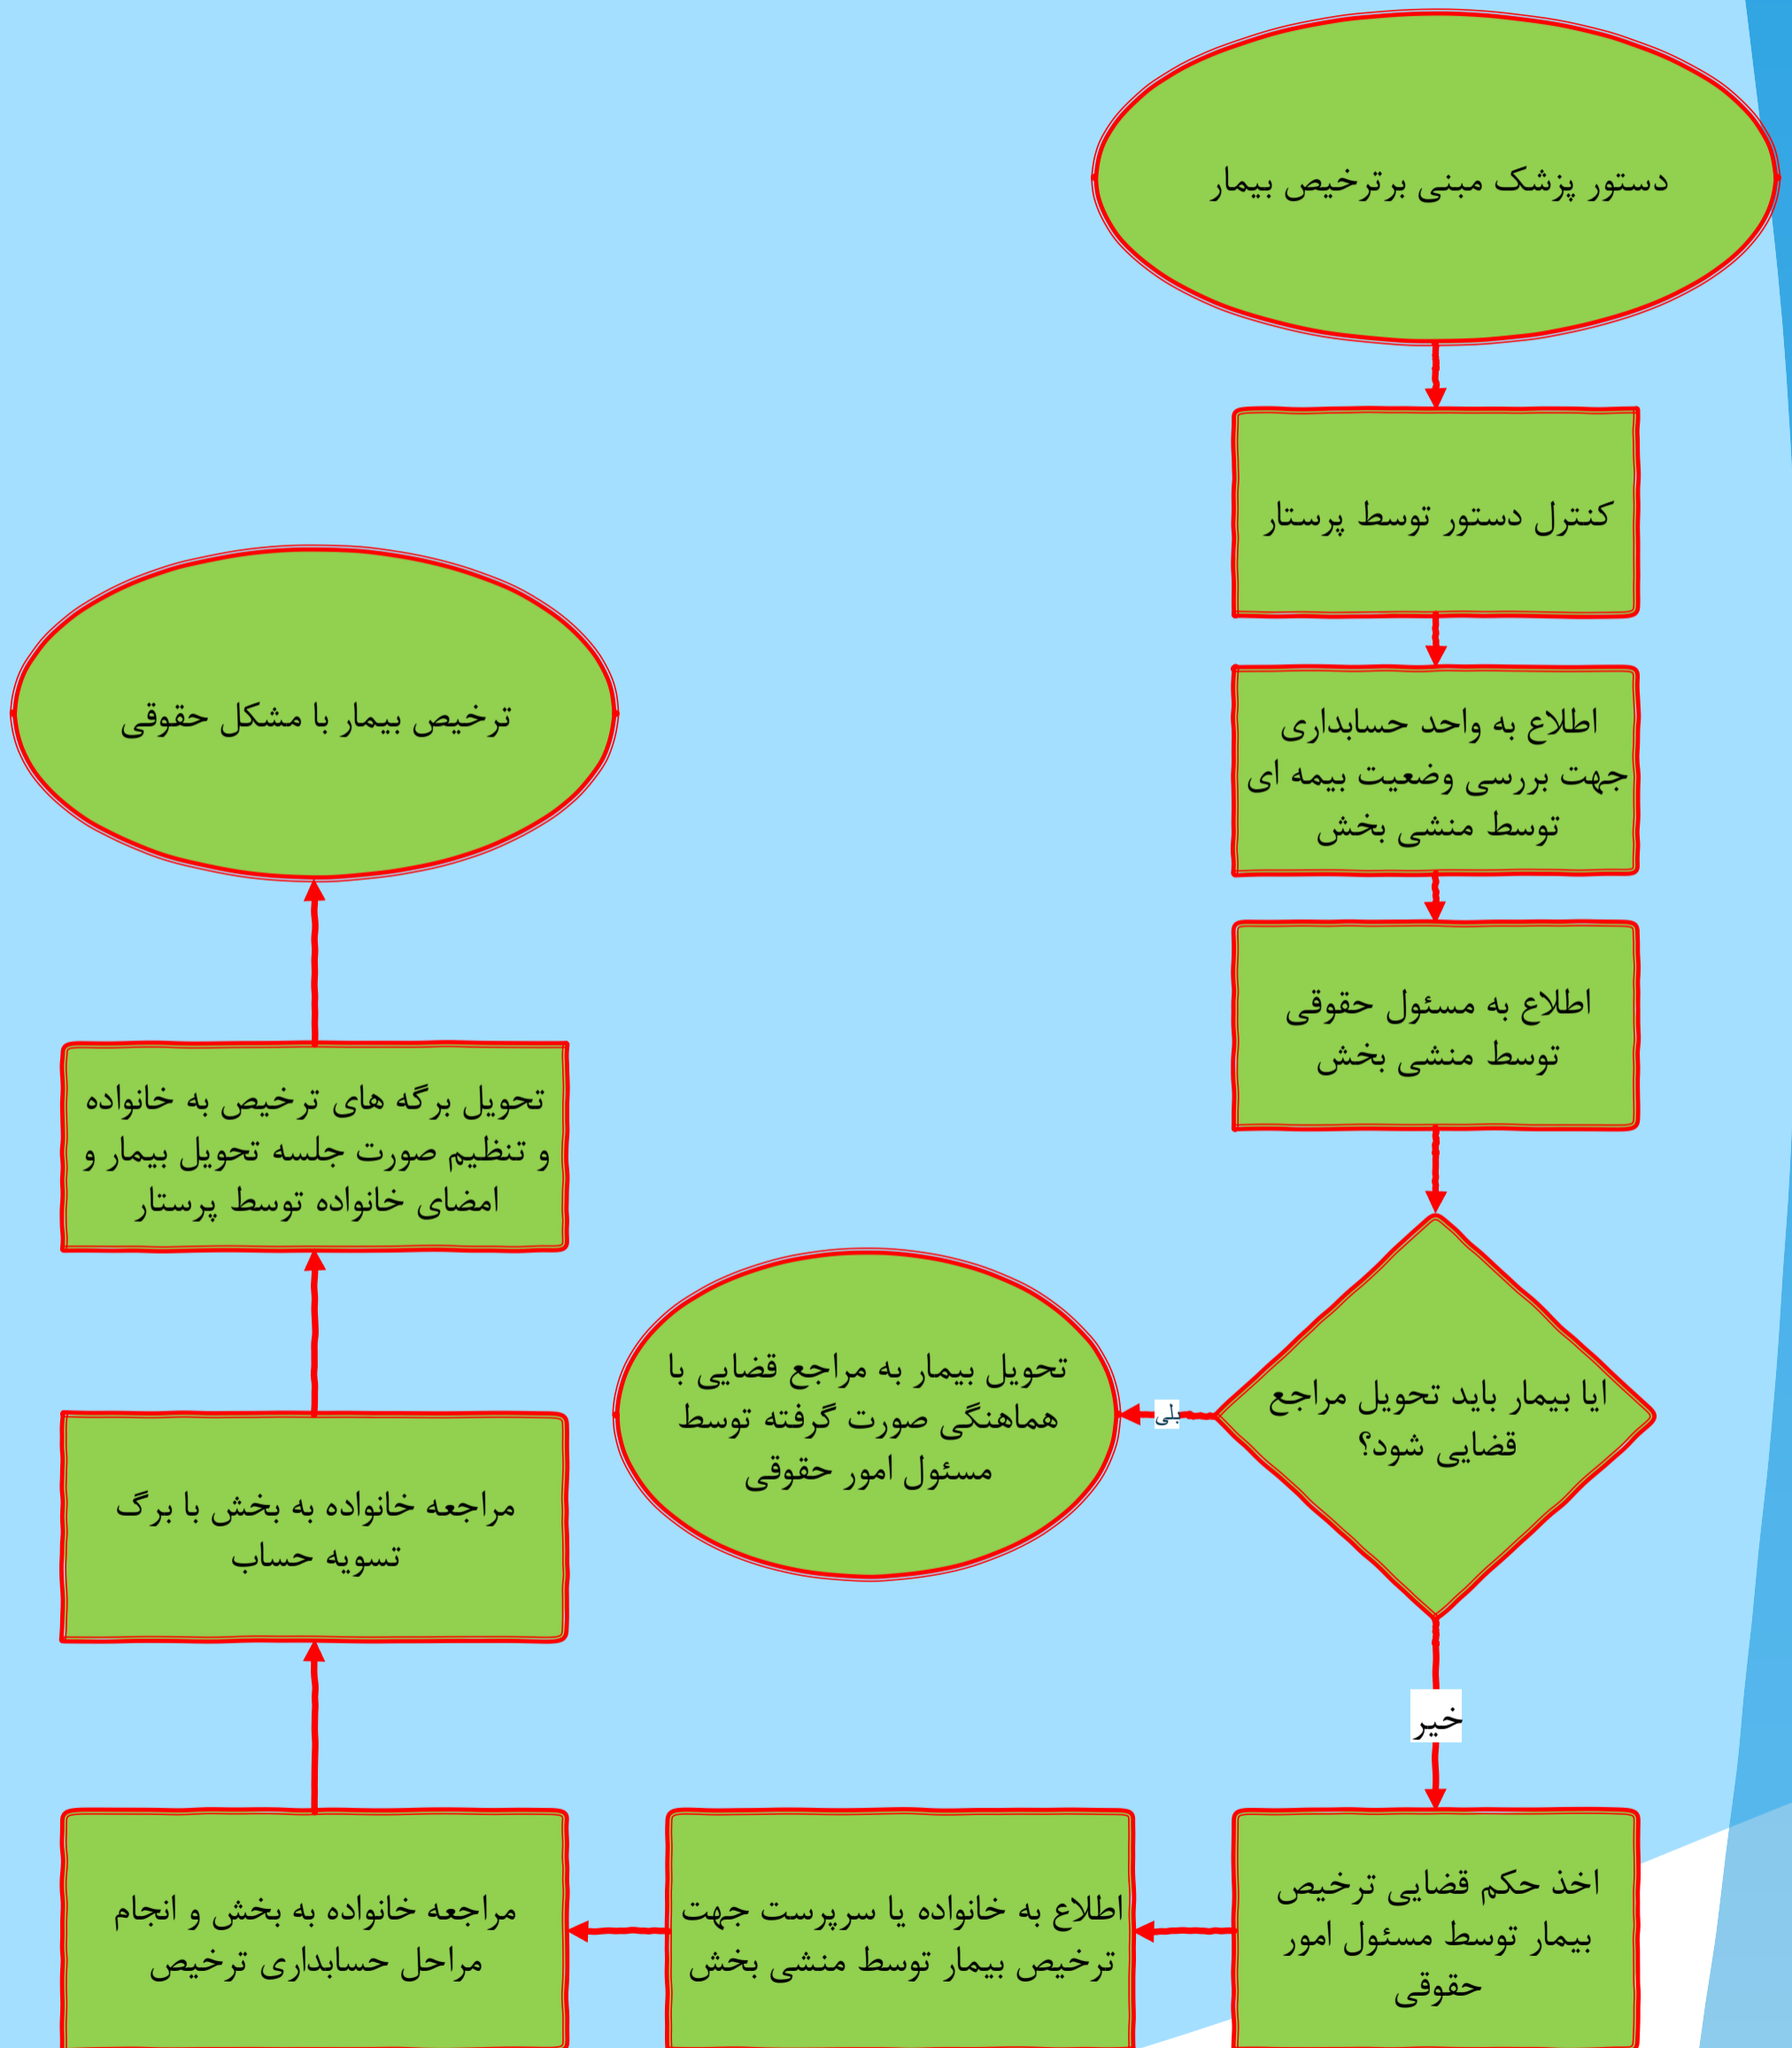 دستور پزشک مبنی برترخیص بیمار
کنترل دستور توسط پرستار
اطلاع به واحد حسابداری
جهت بررسی وضعیت بیمه ای
توسط منشی بخش
اطلاع به مسئول حقوقی
توسط منشی بخش
ایا بیمار باید تحویل مراجع
قضایی شود؟
بلی
تحویل بیمار به مراجع قضایی با
هماهنگی صورت گرفته توسط
مسئول امور حقوقی
خیر
اخذ حکم قضایی ترخیص
بیمار توسط مسئول امور
حقوقی
اطلاع به خانواده یا سرپرست جهت
ترخیص بیمار توسط منشی بخش
مراجعه خانواده به بخش و انجام
مراحل حسابداری ترخیص
مراجعه خانواده به بخش با برگ
تسویه حساب
تحویل برگه های ترخیص به خانواده
و تنظیم صورت جلسه تحویل بیمار و
امضای خانواده توسط پرستار
ترخیص بیمار با مشکل حقوقی